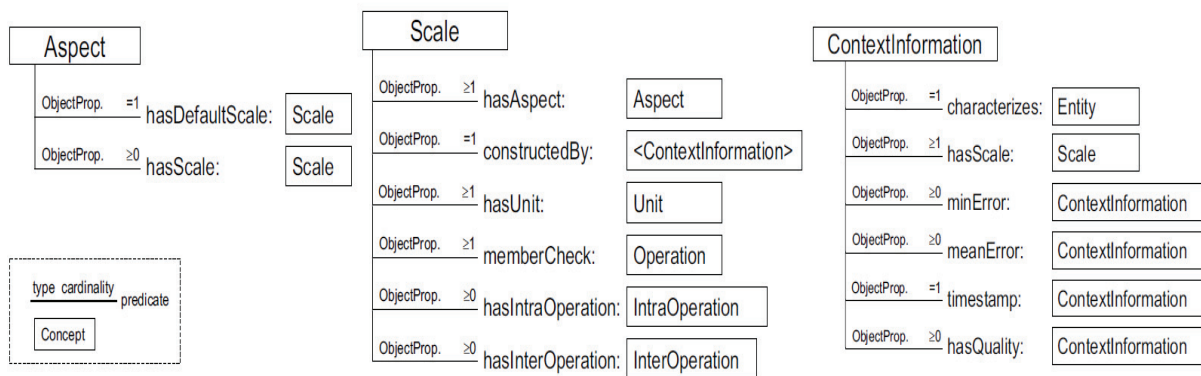 Aspect
ObjectProp. =1 hasDefaultScale: Scale
ObjectProp. ≥0 hasScale: Scale
type cardinality predicate
Concept
Scale
ObjectProp. ≥1 hasAspect: Aspect
ObjectProp. =1 constructedBy: <ContextInformation>
ObjectProp. ≥1 hasUnit: Unit
ObjectProp. ≥1 memberCheck: Operation
ObjectProp. ≥0 hasIntraOperation: IntraOperation
ObjectProp. ≥0 hasInterOperation: InterOperation
ContextInformation
ObjectProp. =1 characterizes: Entity
ObjectProp. ≥1 hasScale: Scale
ObjectProp. ≥0 minError: ContextInformation
ObjectProp. ≥0 meanError: ContextInformation
ObjectProp. =1 timestamp: ContextInformation
ObjectProp. ≥0 hasQuality: ContextInformation